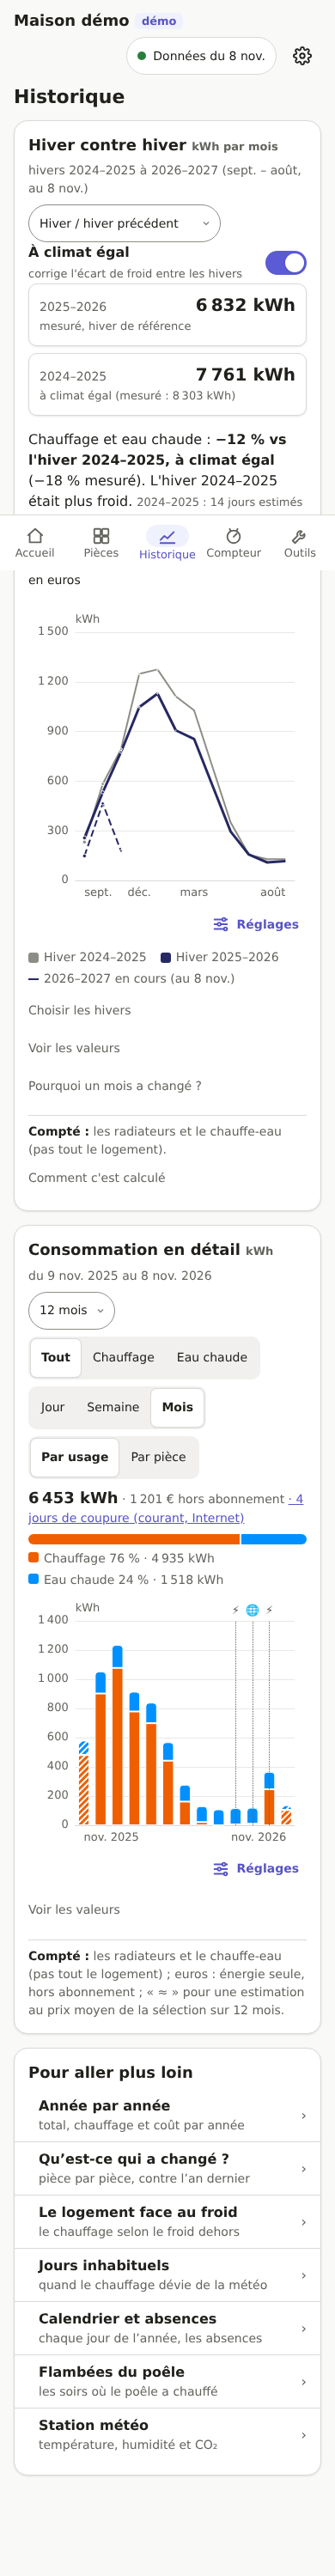 Maison démo démo
Données du 8 nov.
Historique
Hiver contre hiver kWh par mois
hivers 2024–2025 à 2026–2027 (sept. – août,
au 8 nov.)
Hiver / hiver précédent
À climat égal
corrige l'écart de froid entre les hivers
2025–2026 6 832 kWh
mesuré, hiver de référence
2024–2025 7 761 kWh
à climat égal (mesuré : 8 303 kWh)
Chauffage et eau chaude : −12 % vs
l'hiver 2024–2025, à climat égal
(−18 % mesuré). L'hiver 2024–2025
était plus froid. 2024–2025 : 14 jours estimés
Accueil Pièces Historique Compteur Outils
en euros
kWh
1 500
1 200
900
600
300
0
sept. déc. mars août
Réglages
Hiver 2024–2025 Hiver 2025–2026
2026–2027 en cours (au 8 nov.)
Choisir les hivers
Voir les valeurs
Pourquoi un mois a changé ?
Compté : les radiateurs et le chauffe-eau
(pas tout le logement).
Comment c'est calculé
Consommation en détail kWh
du 9 nov. 2025 au 8 nov. 2026
12 mois
Tout Chauffage Eau chaude
Jour Semaine Mois
Par usage Par pièce
6 453 kWh · 1 201 € hors abonnement · 4
jours de coupure (courant, Internet)
Chauffage 76 % · 4 935 kWh
Eau chaude 24 % · 1 518 kWh
kWh
1 400
1 200
1 000
800
600
400
200
0
nov. 2025 nov. 2026
Réglages
Voir les valeurs
Compté : les radiateurs et le chauffe-eau
(pas tout le logement) ; euros : énergie seule,
hors abonnement ; « ≈ » pour une estimation
au prix moyen de la sélection sur 12 mois.
Pour aller plus loin
Année par année
total, chauffage et coût par année
Qu’est-ce qui a changé ?
pièce par pièce, contre l’an dernier
Le logement face au froid
le chauffage selon le froid dehors
Jours inhabituels
quand le chauffage dévie de la météo
Calendrier et absences
chaque jour de l’année, les absences
Flambées du poêle
les soirs où le poêle a chauffé
Station météo
température, humidité et CO₂